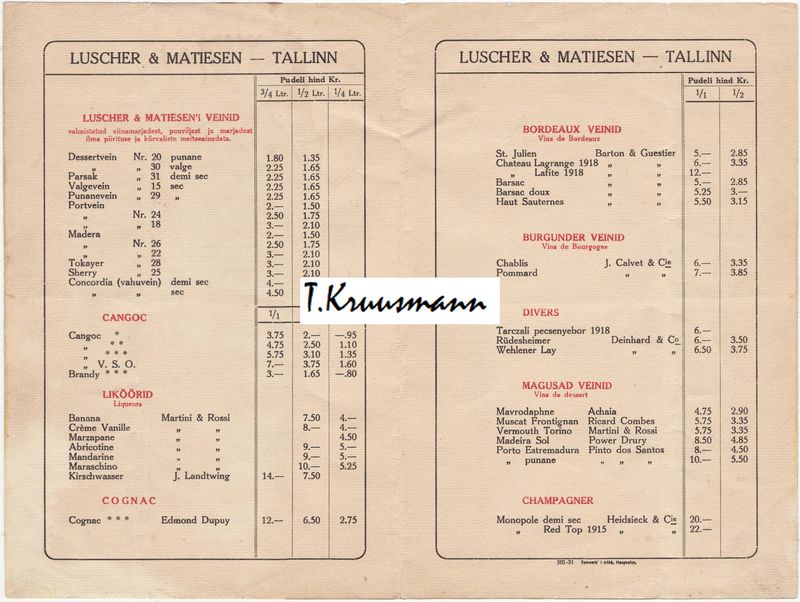 LUSCHER & MATIESEN — TALLINN
Pudeli hind Kr.
3/4 Ltr. 1/2 Ltr. 1/4 Ltr.
LUSCHER & MATIESEN'I VEINID
valmistatud viinamarjadest, puuviljast ja marjadest
ilma piirituse ja kõrvaliste maitseainedeta.
Dessertvein Nr. 20 punane 1.80 1.35
„ „ 30 valge 2.25 1.65
Parsak „ 31 demi sec 2.25 1.65
Valgevein „ 15 sec 2.25 1.65
Punanevein „ 29 „ 2.25 1.65
Portvein 2.— 1.50
„ Nr. 24 2.50 1.75
„ „ 18 3.— 2.10
Madera 2.— 1.50
„ Nr. 26 2.50 1.75
„ „ 22 3.— 2.10
Tokayer „ 28 3.— 2.10
Sherry „ 25 3.— 2.10
Concordia (vahuvein) demi sec 4.—
„ „ sec 4.50
CANGOC
1/1
Cangoc * 3.75 2.— —.95
„ * * 4.75 2.50 1.10
„ * * * 5.75 3.10 1.35
„ V. S. O. 7.— 3.75 1.60
Brandy * * * 3.— 1.65 —.80
LIKÖÖRID
Liqueurs
Banana Martini & Rossi 7.50 4.—
Crème Vanille „ „ 8.— 4.—
Marzapane „ „ 4.50
Abricotine „ „ 9.— 5.—
Mandarine „ „ 9.— 5.—
Maraschino „ „ 10.— 5.25
Kirschwasser J. Landtwing 14.— 7.50
COGNAC
Cognac * * * Edmond Dupuy 12.— 6.50 2.75
T.Kruusmann
LUSCHER & MATIESEN — TALLINN
Pudeli hind Kr.
1/1 1/2
BORDEAUX VEINID
Vins de Bordeaux
St. Julien Barton & Guestier 5.— 2.85
Chateau Lagrange 1918 „ „ 6.— 3.35
„ Lafite 1918 „ „ 12.—
Barsac „ „ 5.— 2.85
Barsac doux „ „ 5.25 3.—
Haut Sauternes „ „ 5.50 3.15
BURGUNDER VEINID
Vins de Bourgogne
Chablis J. Calvet & Cie 6.— 3.35
Pommard „ „ 7.— 3.85
DIVERS
Tarczali pecsenyebor 1918 6.—
Rüdesheimer Deinhard & Co 6.— 3.50
Wehlener Lay „ „ 6.50 3.75
MAGUSAD VEINID
Vins de dessert
Mavrodaphne Achaia 4.75 2.90
Muscat Frontignan Ricard Combes 5.75 3.35
Vermouth Torino Martini & Rossi 5.75 3.35
Madeira Sol Power Drury 8.50 4.85
Porto Estremadura Pinto dos Santos 8.— 4.50
„ punane „ „ „ 10.— 5.50
CHAMPAGNER
Monopole demi sec Heidsieck & Cie 20.—
„ Red Top 1915 „ „ 22.—
501-31